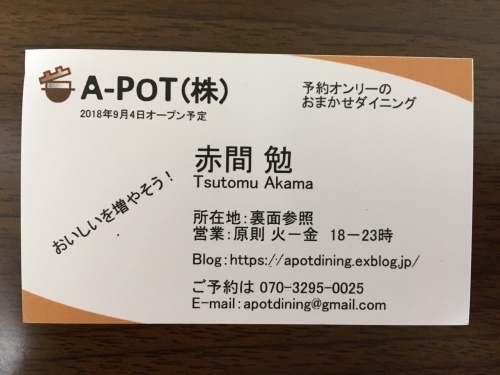 A-POT(株)
2018年9月4日オープン予定
予約オンリーの
おまかせダイニング
おいしいを増やそう！
赤間 勉
Tsutomu Akama
所在地：裏面参照
営業：原則 火ー金 18－23時
Blog：https://apotdining.exblog.jp/
ご予約は 070-3295-0025
E-mail：apotdining@gmail.com